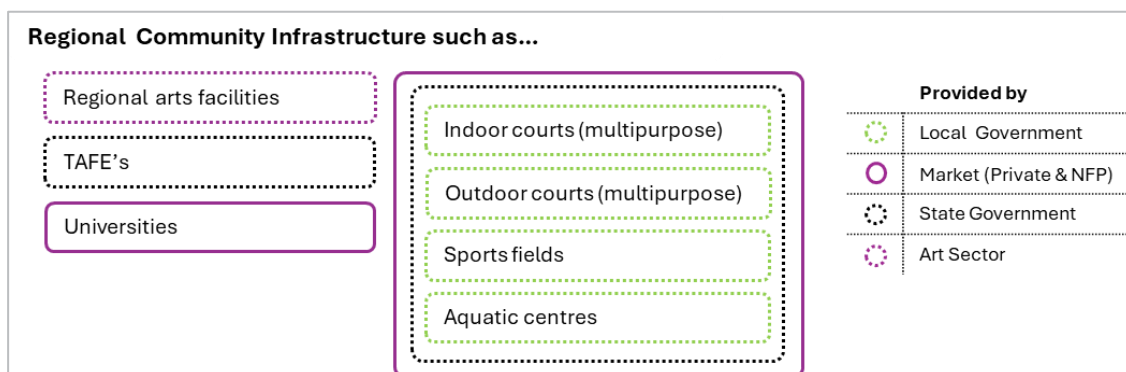 Regional Community Infrastructure such as...
Regional arts facilities
TAFE's
Universities
Indoor courts (multipurpose)
Outdoor courts (multipurpose)
Sports fields
Aquatic centres
Provided by
Local Government
Market (Private & NFP)
State Government
Art Sector